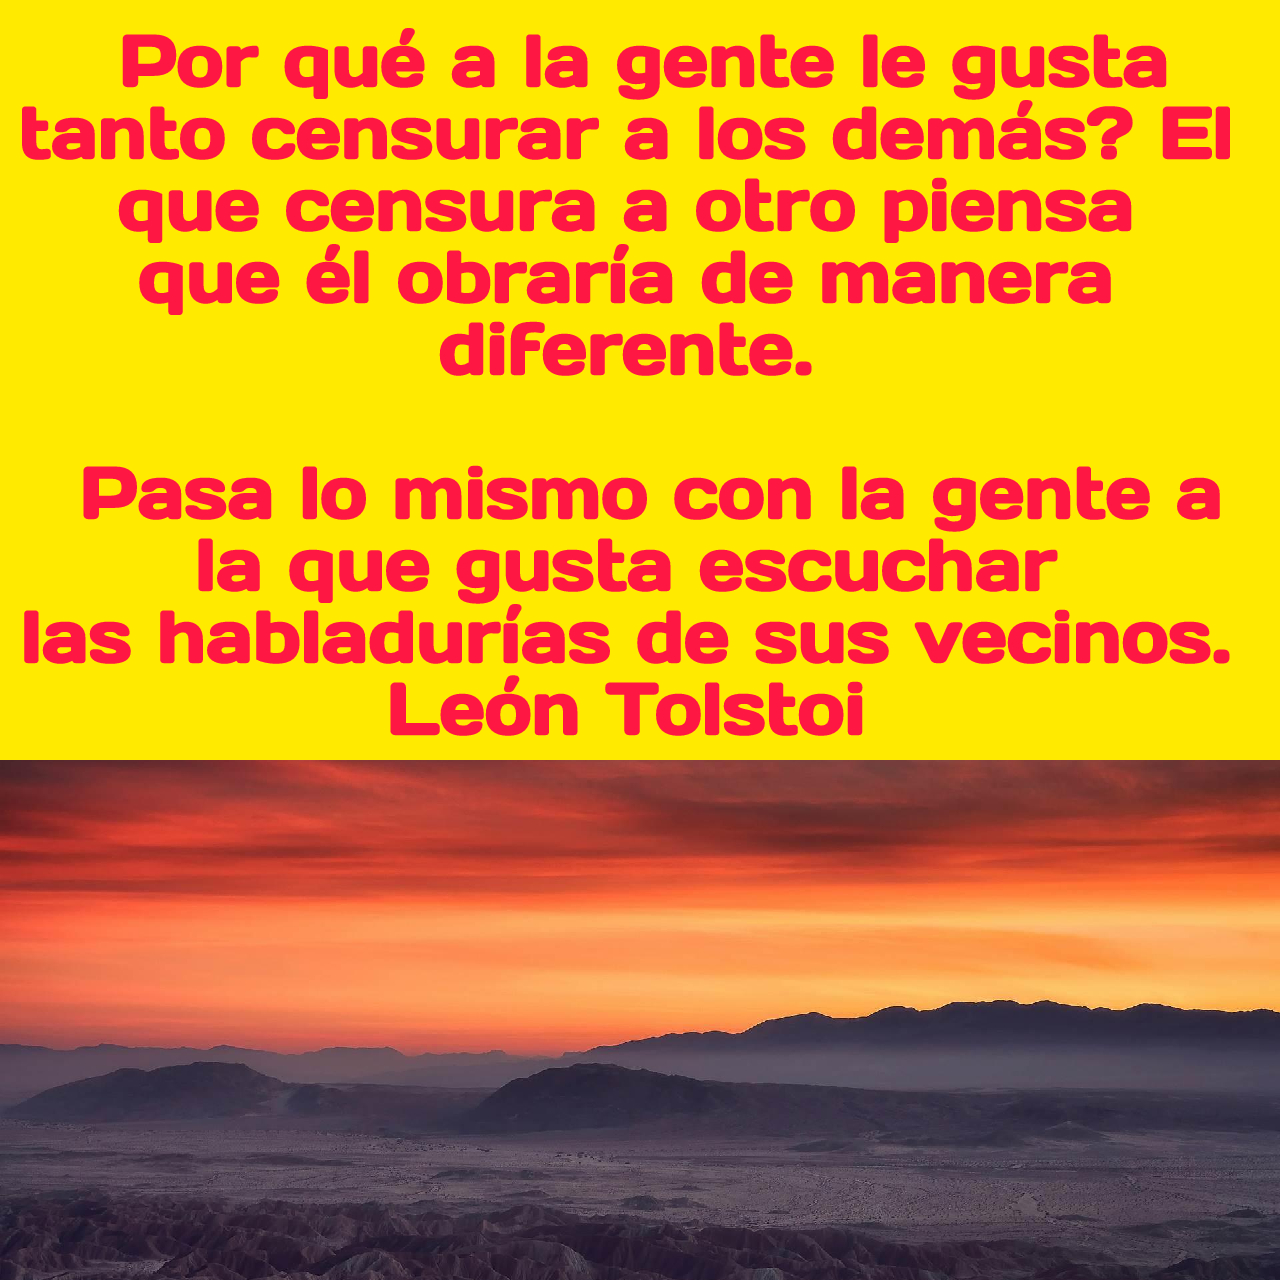 Por qué a la gente le gusta
tanto censurar a los demás? El
que censura a otro piensa
que él obraría de manera
diferente.
Pasa lo mismo con la gente a
la que gusta escuchar
las habladurías de sus vecinos.
León Tolstoi